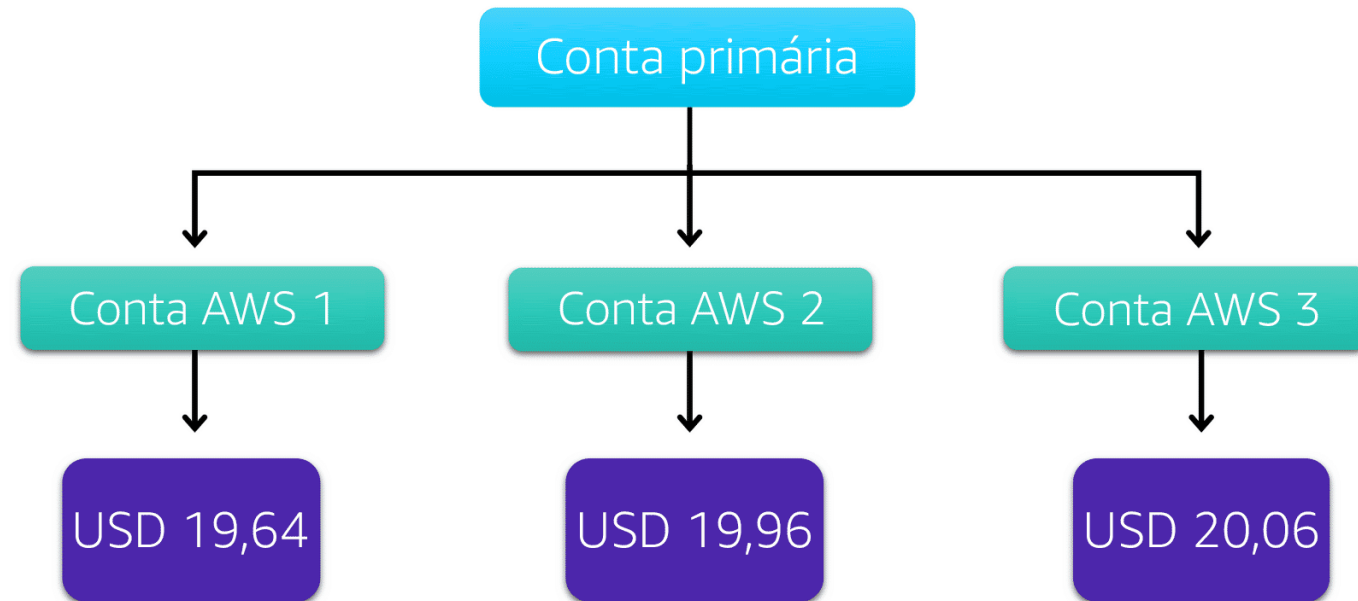 Conta primária
Conta AWS 1
Conta AWS 2
Conta AWS 3
USD 19,64
USD 19,96
USD 20,06